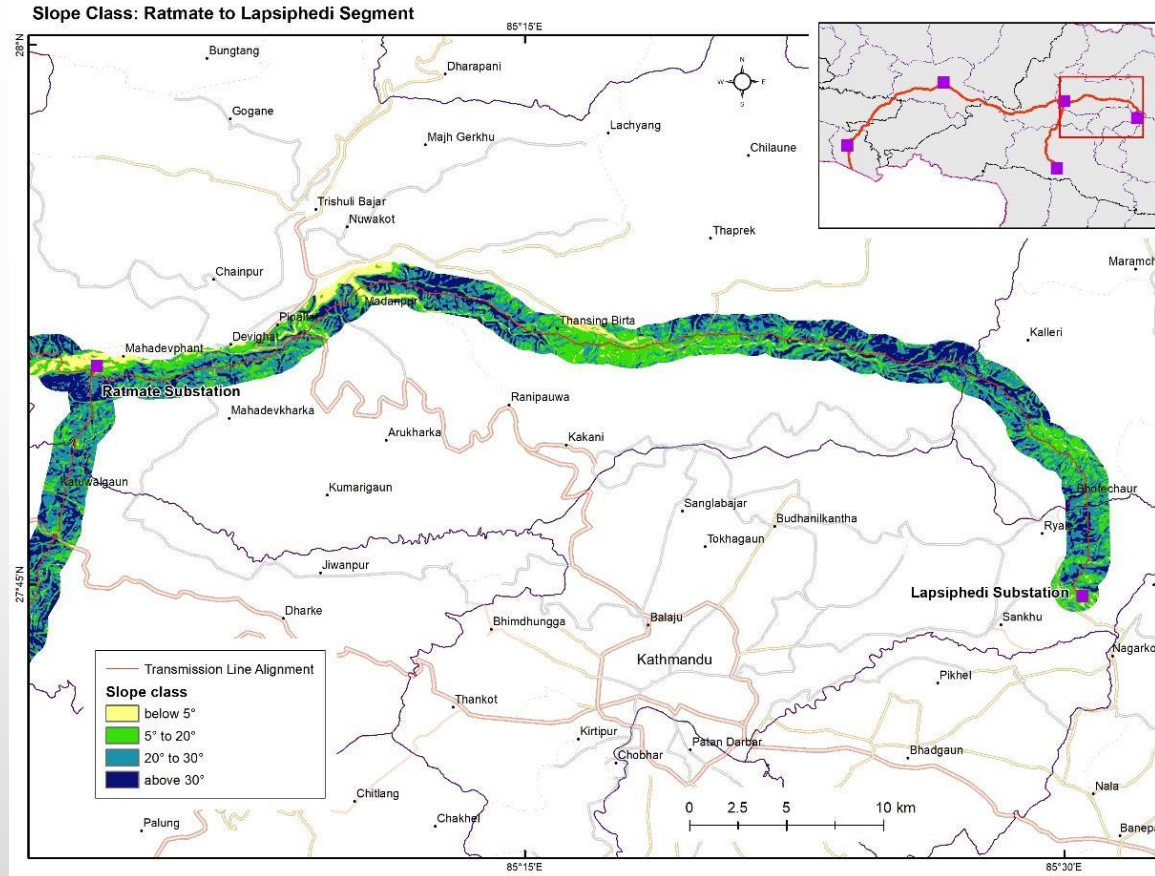 Slope Class: Ratmate to Lapsiphedi Segment
85°15'E
28°N
Bungtang
Dharapani
N
W
E
S
Gogane
Lachyang
Majh Gerkhu
Chilaune
Trishuli Bajar
Nuwakot
Thaprek
Maramch
Chainpur
Madanpur
Pipaltar
Thansing Birta
Devighat
Kalleri
Mahadevphant
Ratmate Substation
Ranipauwa
Mahadevkharka
Arukharka
Kakani
Katuwalgaun
Kumarigaun
Bhotechaur
Sanglabajar
Budhanilkantha
Ryale
Tokhagaun
27°45'N
Jiwanpur
Lapsiphedi Substation
Dharke
Bhimdhungga
Balaju
Sankhu
Kathmandu
Nagarko
Transmission Line Alignment
Pikhel
Slope class
below 5°
5° to 20°
20° to 30°
above 30°
Thankot
Kirtipur
Patan Darbar
Chobhar
Bhadgaun
Chitlang
Nala
0 2.5 5 10 km
Palung
Chakhel
Banepa
85°15'E
85°30'E